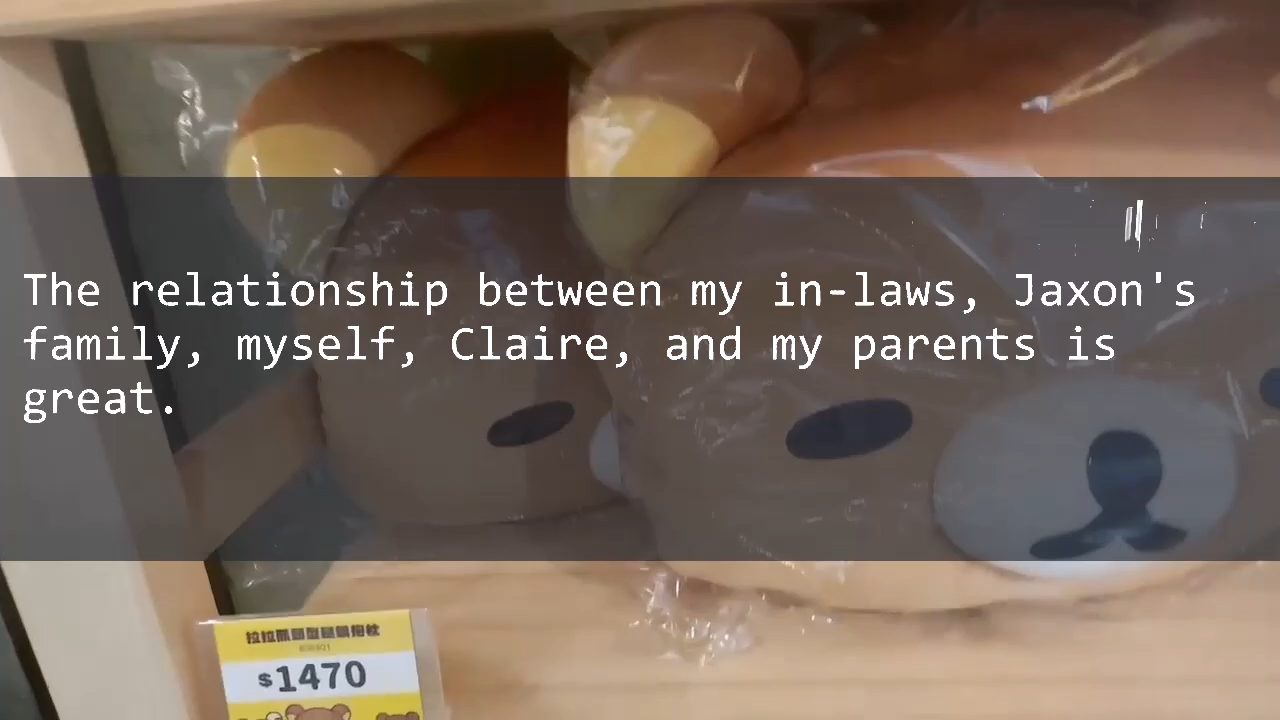 The relationship between my in-laws, Jaxon's
family, myself, Claire, and my parents is
great.
$1470